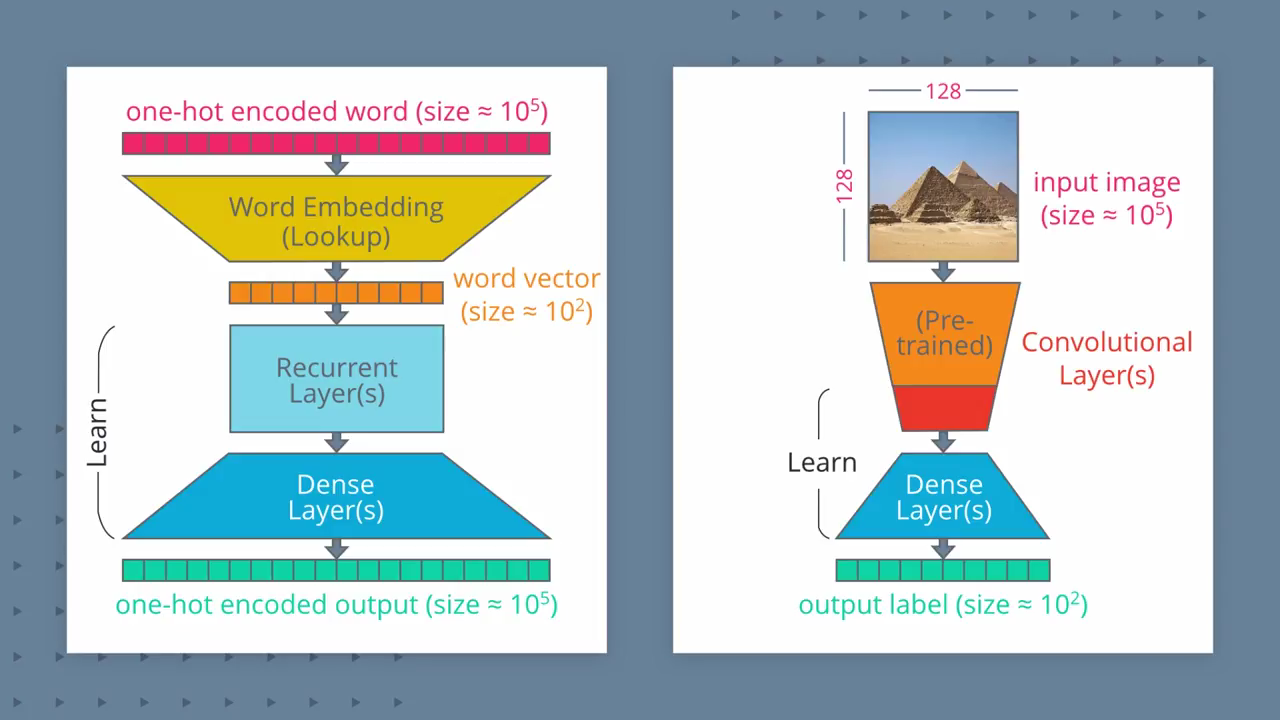 one-hot encoded word (size ≈ 10⁵)
Word Embedding
(Lookup)
word vector
(size ≈ 10²)
Recurrent
Layer(s)
Learn
Dense
Layer(s)
one-hot encoded output (size ≈ 10⁵)
128
128
input image
(size ≈ 10⁵)
(Pre-
trained)
Convolutional
Layer(s)
Learn
Dense
Layer(s)
output label (size ≈ 10²)